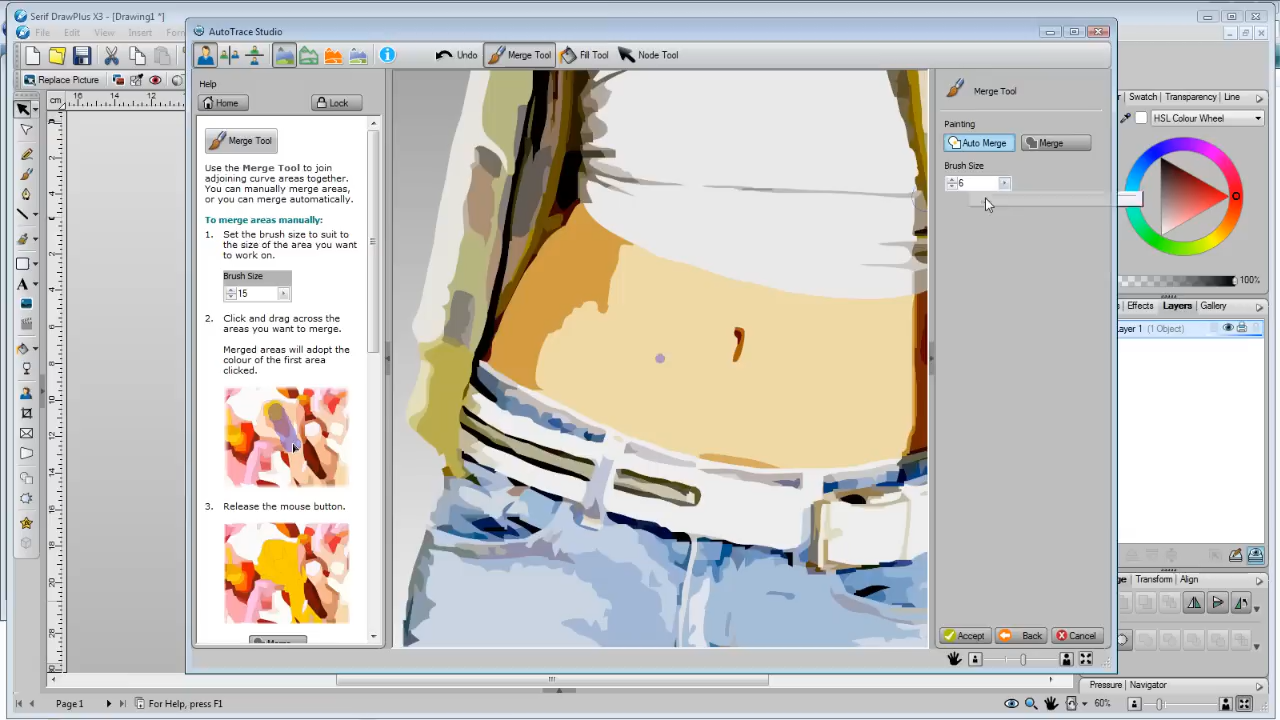 Serif DrawPlus X3 - [Drawing1 *]
File Edit View Insert
Replace Picture
AutoTrace Studio
Undo Merge Tool Fill Tool Node Tool
Help
Home Lock
Merge Tool
Use the Merge Tool to join
adjoining curve areas together.
You can manually merge areas,
or you can merge automatically.
To merge areas manually:
1. Set the brush size to suit to
the size of the area you want
to work on.
Brush Size
15
2. Click and drag across the
areas you want to merge.
Merged areas will adopt the
colour of the first area
clicked.
3. Release the mouse button.
Merge Tool
Painting
Auto Merge Merge
Brush Size
6
Accept Back Cancel
Swatch Transparency Line
HSL Colour Wheel
100%
Effects Layers Gallery
ayer 1 (1 Object)
Transform Align
Pressure Navigator
cm 16 14 12
Page 1 For Help, press F1 60%